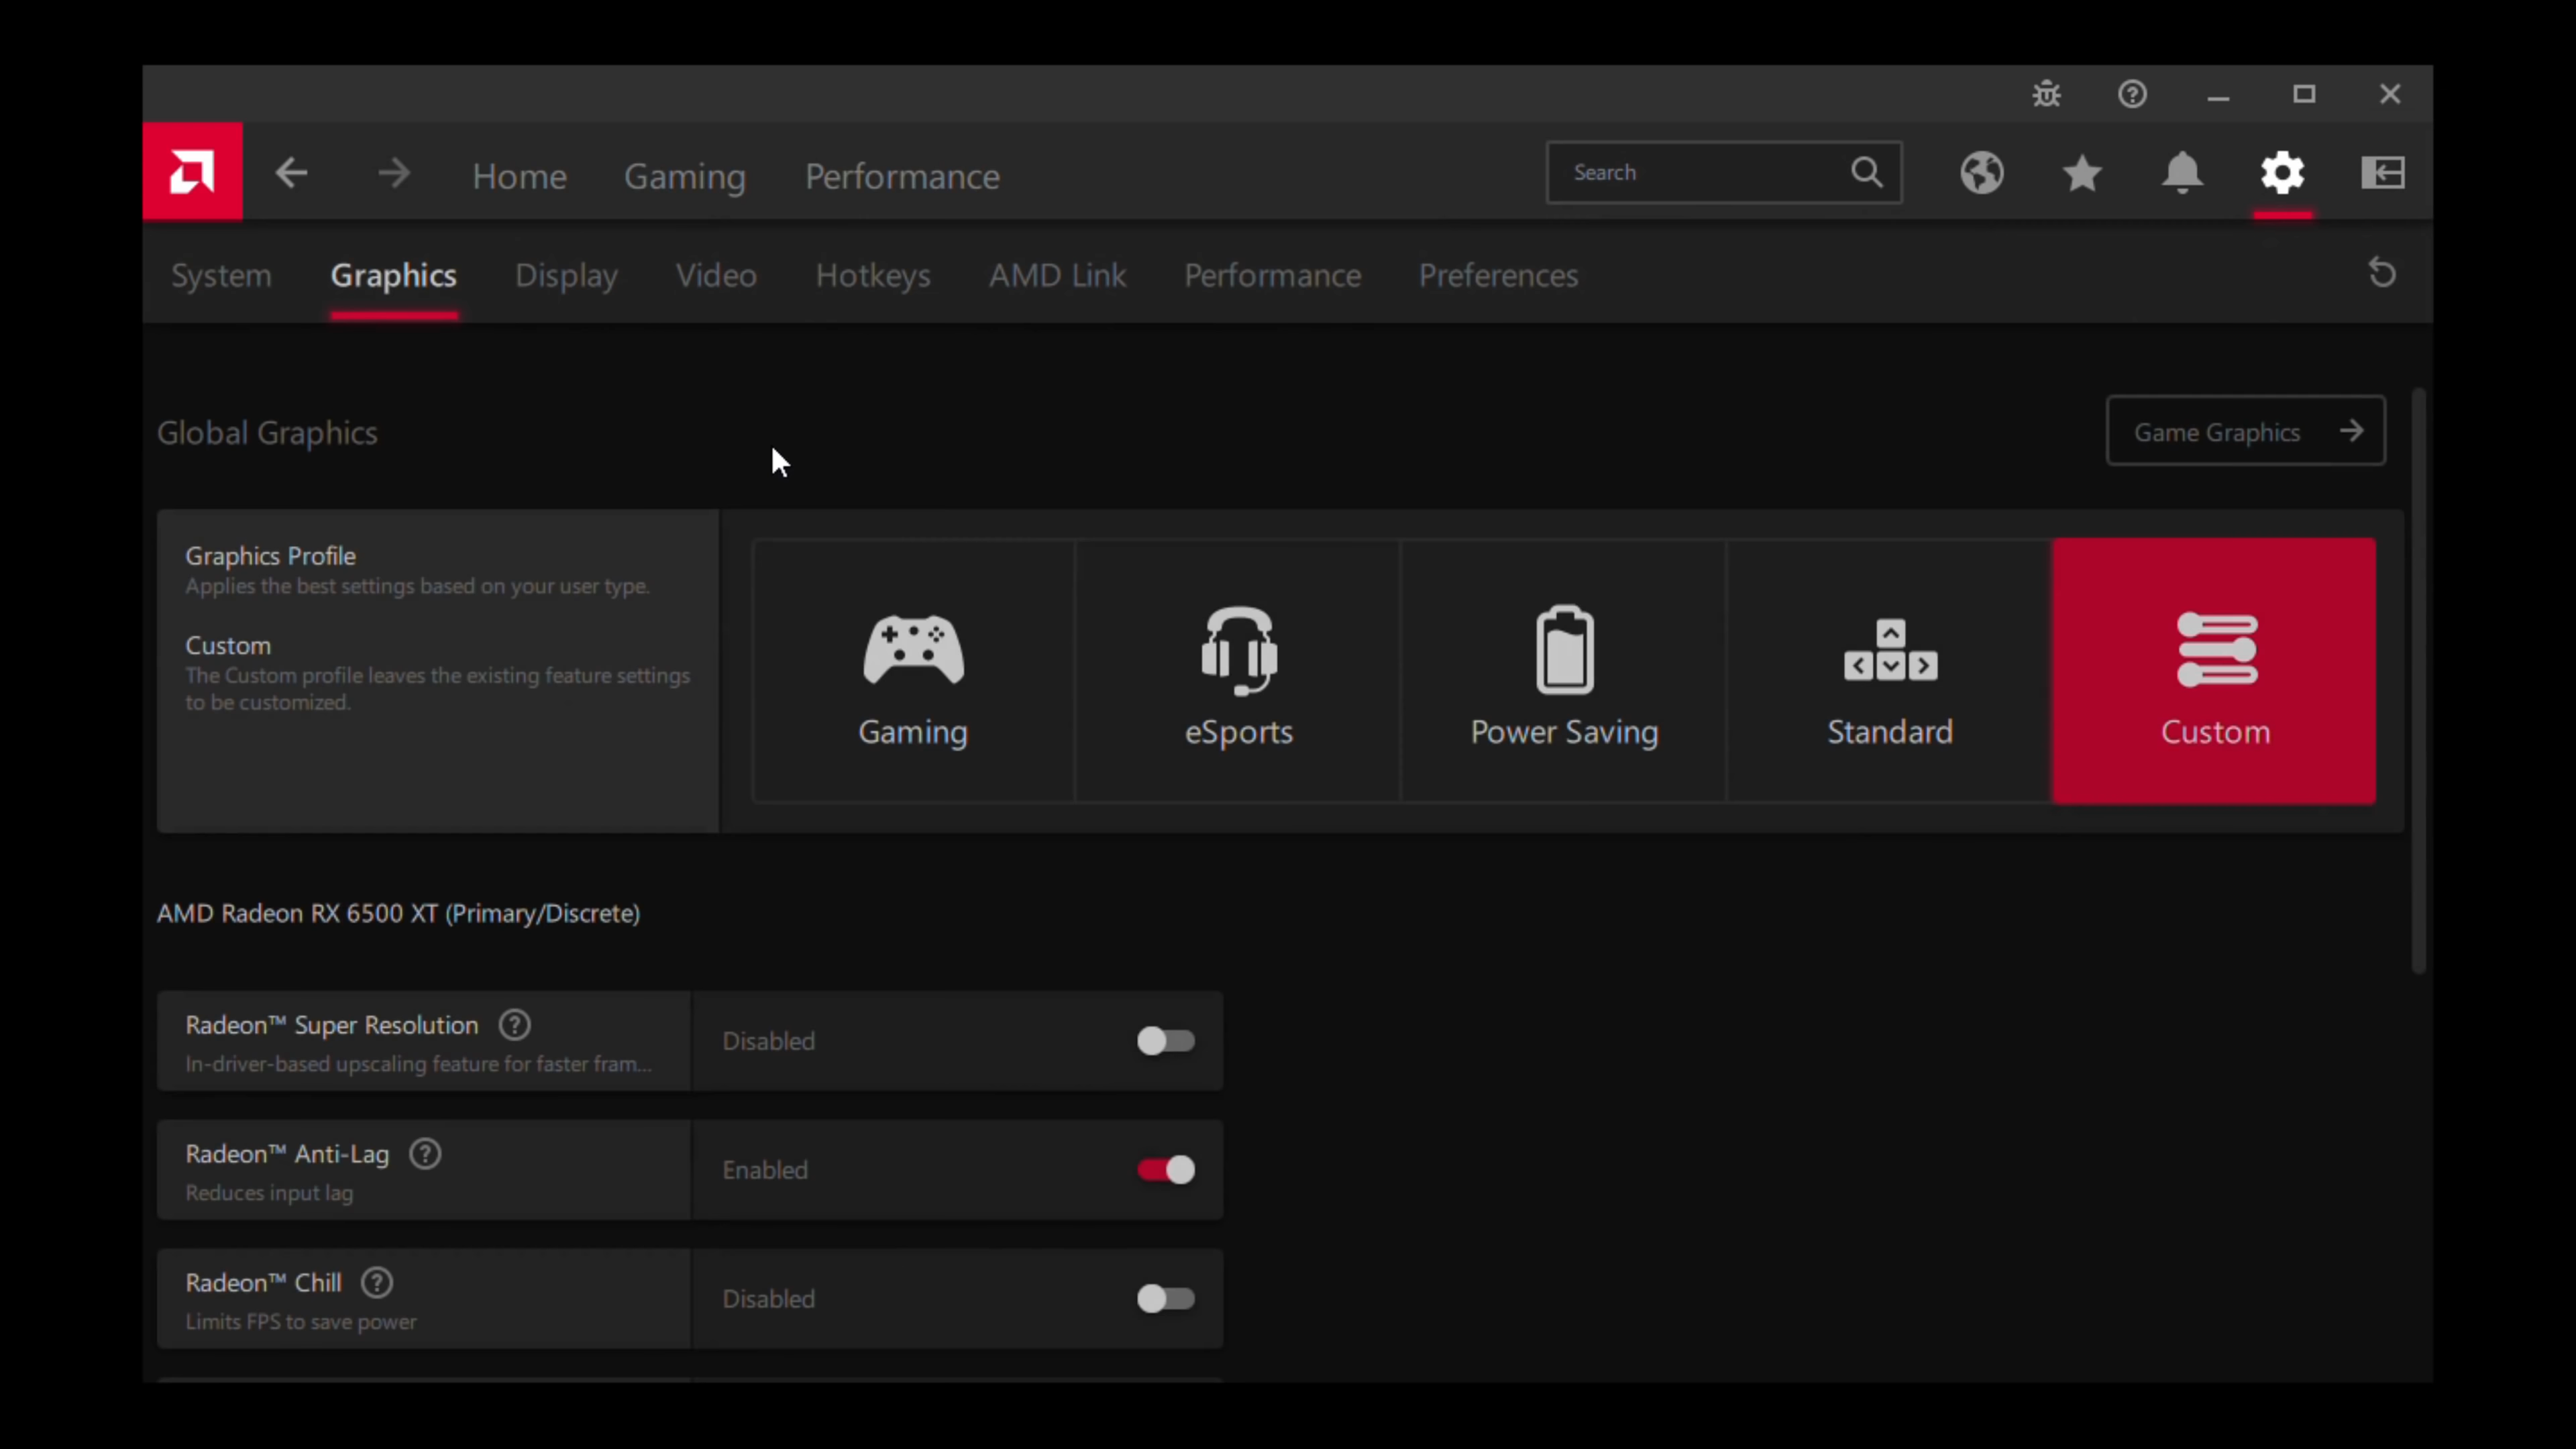 Home Gaming Performance Search
System Graphics Display Video Hotkeys AMD Link Performance Preferences
Global Graphics
Game Graphics
Graphics Profile
Applies the best settings based on your user type.
Custom
The Custom profile leaves the existing feature settings
to be customized.
Gaming eSports Power Saving Standard Custom
AMD Radeon RX 6500 XT (Primary/Discrete)
Radeon™ Super Resolution
In-driver-based upscaling feature for faster fram...
Disabled
Radeon™ Anti-Lag
Reduces input lag
Enabled
Radeon™ Chill
Limits FPS to save power
Disabled